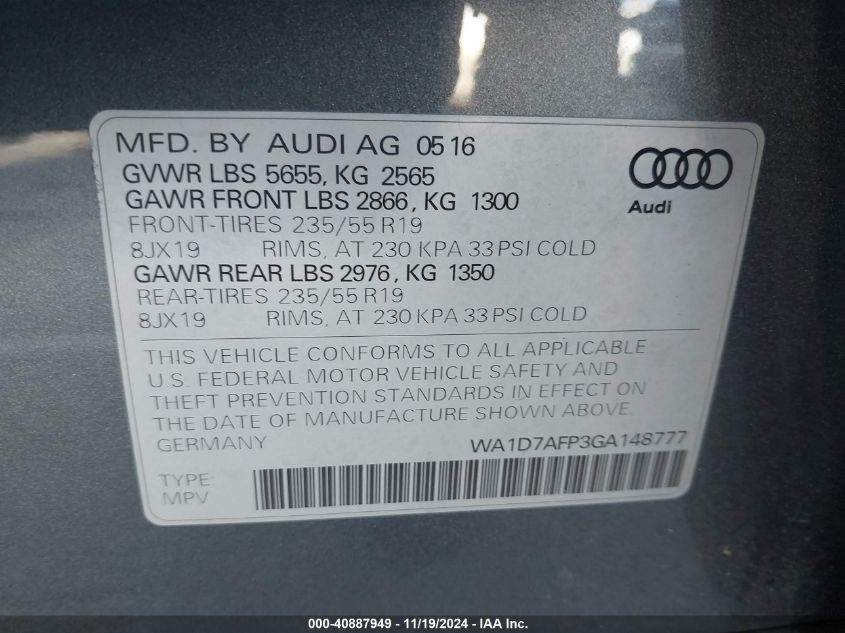 MFD. BY AUDI AG 05 16
GVWR LBS 5655, KG 2565
GAWR FRONT LBS 2866, KG 1300
FRONT-TIRES 235/55 R19
8JX19 RIMS, AT 230 KPA 33 PSI COLD
GAWR REAR LBS 2976, KG 1350
REAR-TIRES 235/55 R19
8JX19 RIMS, AT 230 KPA 33 PSI COLD
Audi
THIS VEHICLE CONFORMS TO ALL APPLICABLE
U.S. FEDERAL MOTOR VEHICLE SAFETY AND
THEFT PREVENTION STANDARDS IN EFFECT ON
THE DATE OF MANUFACTURE SHOWN ABOVE.
GERMANY WA1D7AFP3GA148777
TYPE:
MPV
000-40887949 - 11/19/2024 - IAA Inc.